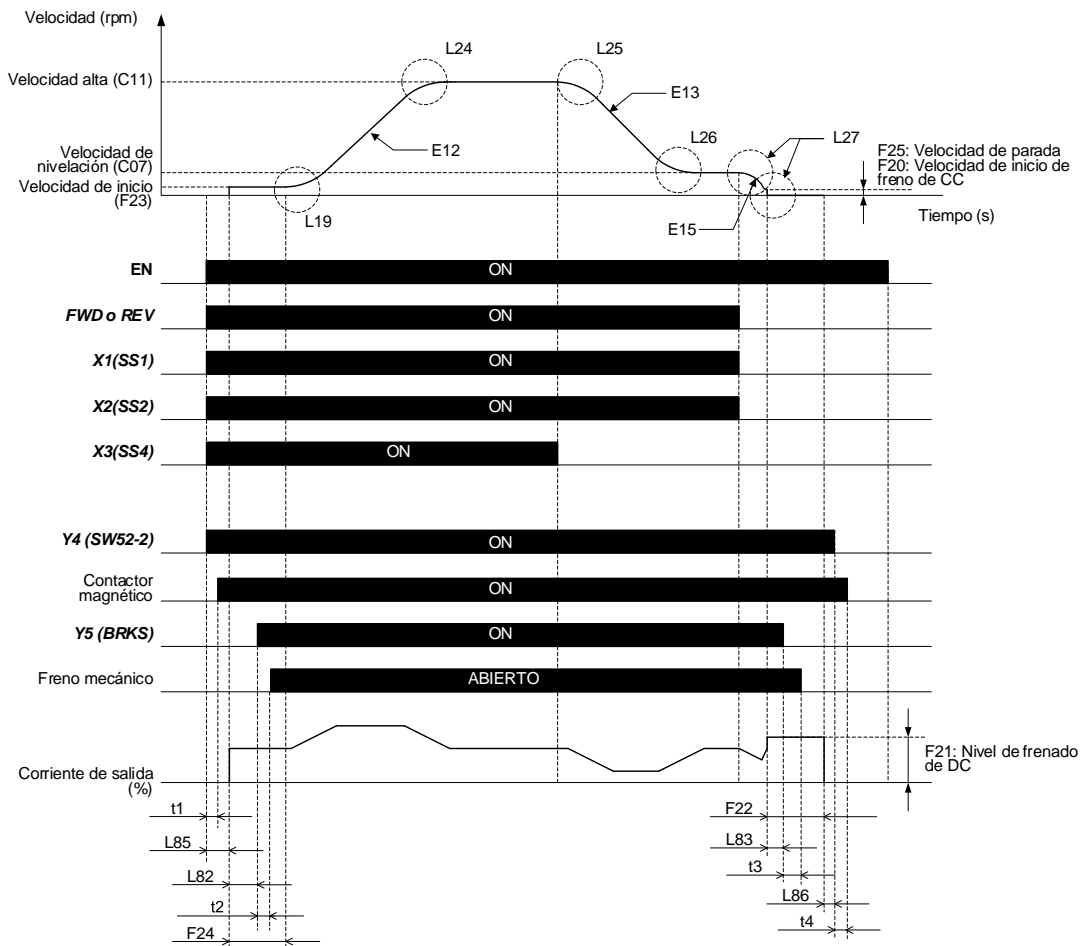 Velocidad (rpm)
L24
L25
Velocidad alta (C11)
E13
E12
L26
L27
Velocidad de
nivelación (C07)
Velocidad de inicio
(F23)
F25: Velocidad de parada
F20: Velocidad de inicio de
freno de CC
L19
E15
Tiempo (s)
EN
ON
FWD o REV
ON
X1(SS1)
ON
X2(SS2)
ON
X3(SS4)
ON
Y4 (SW52-2)
ON
Contactor
magnético
ON
Y5 (BRKS)
ON
Freno mecánico
ABIERTO
Corriente de salida
(%)
F21: Nivel de frenado
de DC
t1
F22
L85
L83
L82
t3
t2
L86
F24
t4